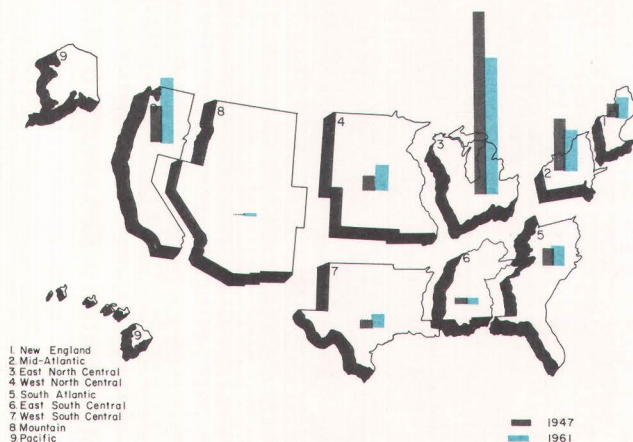 9
9
8
4
3
1
2
5
7
6
9
1. New England
2. Mid-Atlantic
3. East North Central
4. West North Central
5. South Atlantic
6. East South Central
7. West South Central
8 Mountain
9. Pacific
1947
1961